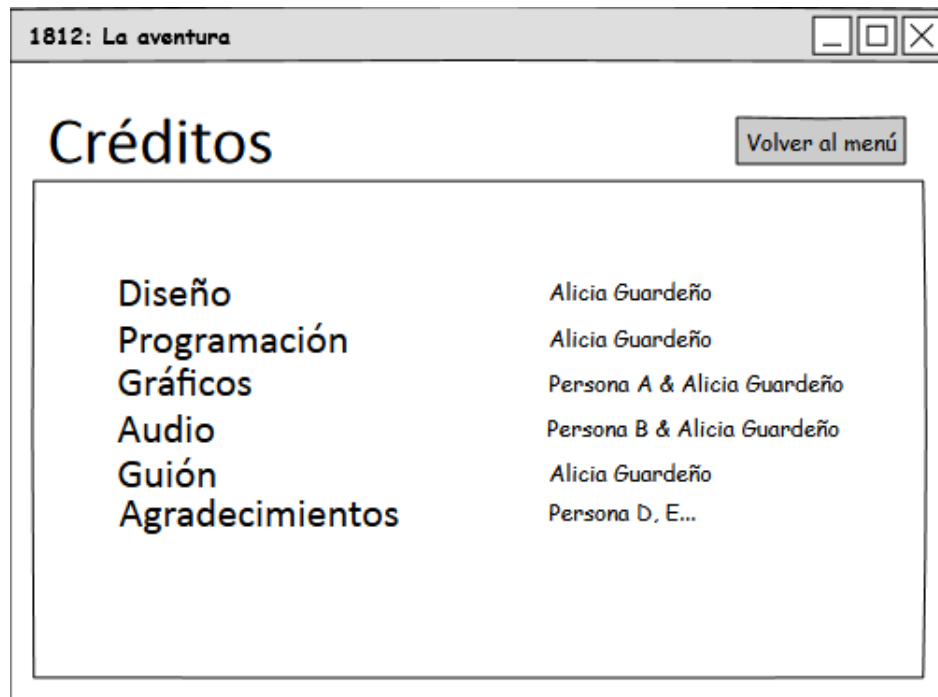 1812: La aventura
Créditos
Volver al menú
Diseño Alicia Guardeño
Programación Alicia Guardeño
Gráficos Persona A & Alicia Guardeño
Audio Persona B & Alicia Guardeño
Guión Alicia Guardeño
Agradecimientos Persona D, E...